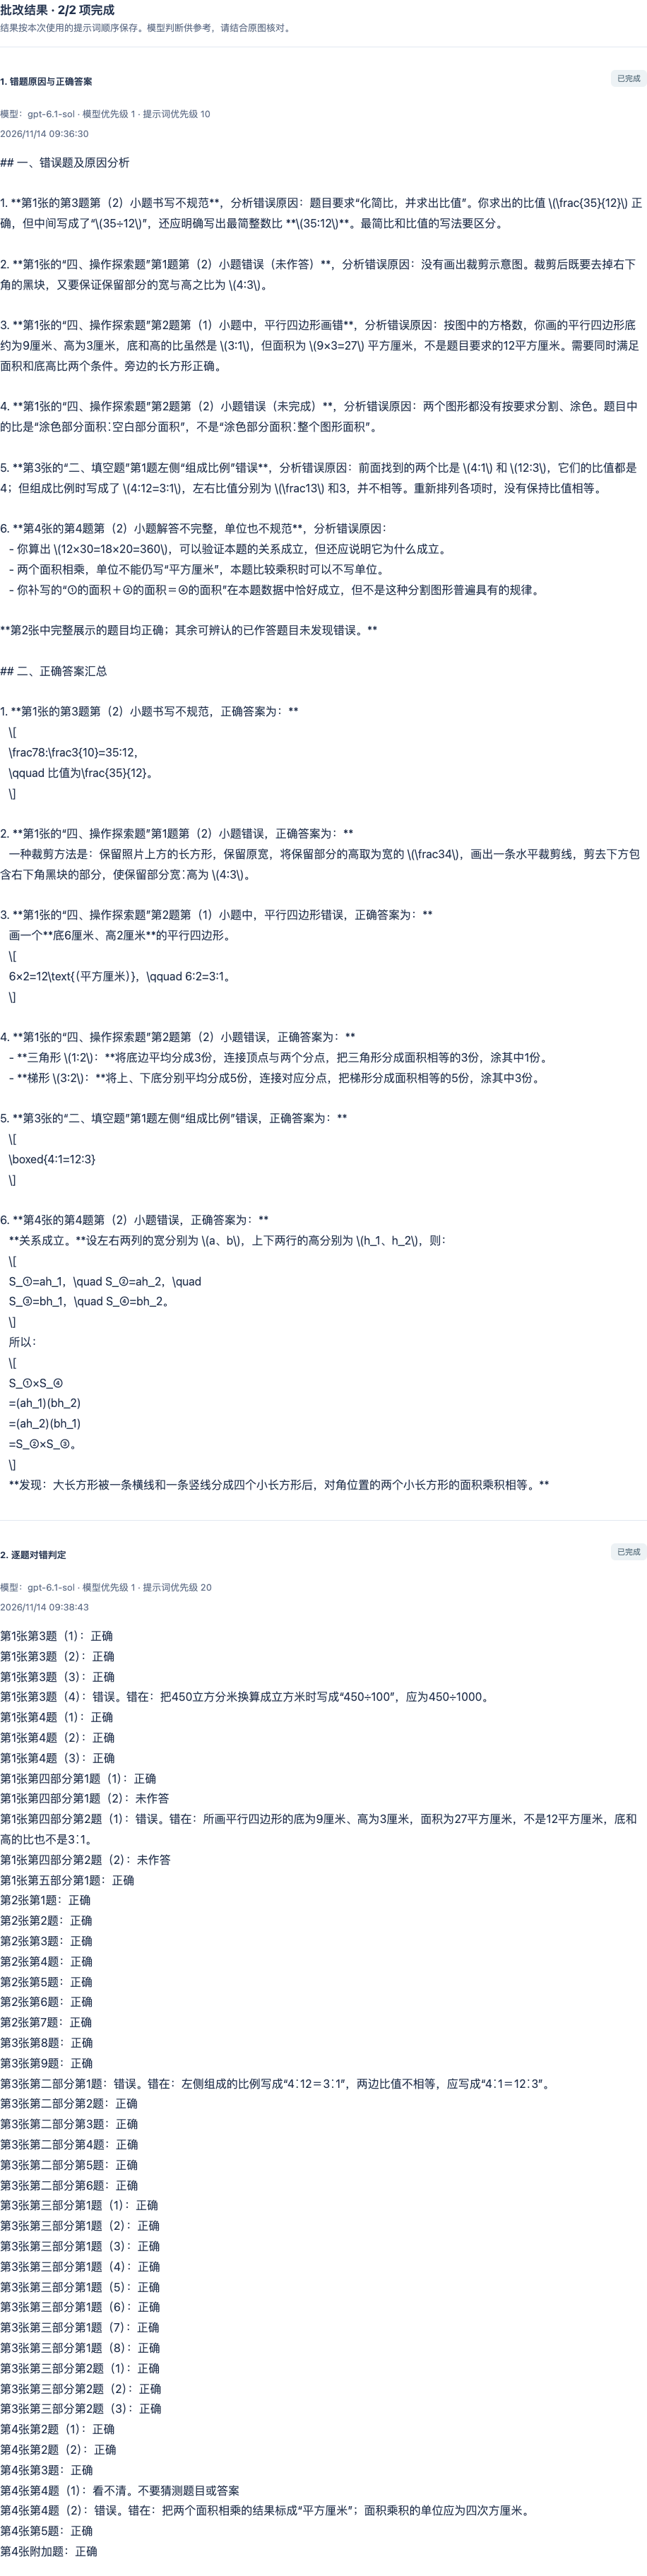 批改结果 · 2/2 项完成
结果按本次使用的提示词顺序保存。模型判断供参考，请结合原图核对。
1. 错题原因与正确答案
已完成
模型：gpt-6.1-sol · 模型优先级 1 · 提示词优先级 10
2026/11/14 09:36:30
## 一、错误题及原因分析
1. **第1张的第3题第（2）小题书写不规范**，分析错误原因：题目要求“化简比，并求出比值”。你求出的比值 \(\frac{35}{12}\) 正
确，但中间写成了“\(35÷12\)”，还应明确写出最简整数比 **\(35:12\)**。最简比和比值的写法要区分。
2. **第1张的“四、操作探索题”第1题第（2）小题错误（未作答）**，分析错误原因：没有画出裁剪示意图。裁剪后既要去掉右下
角的黑块，又要保证保留部分的宽与高之比为 \(4:3\)。
3. **第1张的“四、操作探索题”第2题第（1）小题中，平行四边形画错**，分析错误原因：按图中的方格数，你画的平行四边形底
约为9厘米、高为3厘米，底和高的比虽然是 \(3:1\)，但面积为 \(9×3=27\) 平方厘米，不是题目要求的12平方厘米。需要同时满足
面积和底高比两个条件。旁边的长方形正确。
4. **第1张的“四、操作探索题”第2题第（2）小题错误（未完成）**，分析错误原因：两个图形都没有按要求分割、涂色。题目中
的比是“涂色部分面积∶空白部分面积”，不是“涂色部分面积∶整个图形面积”。
5. **第3张的“二、填空题”第1题左侧“组成比例”错误**，分析错误原因：前面找到的两个比是 \(4:1\) 和 \(12:3\)，它们的比值都是
4；但组成比例时写成了 \(4:12=3:1\)，左右比值分别为 \(\frac13\) 和3，并不相等。重新排列各项时，没有保持比值相等。
6. **第4张的第4题第（2）小题解答不完整，单位也不规范**，分析错误原因：
- 你算出 \(12×30=18×20=360\)，可以验证本题的关系成立，但还应说明它为什么成立。
- 两个面积相乘，单位不能仍写“平方厘米”，本题比较乘积时可以不写单位。
- 你补写的“①的面积＋②的面积＝④的面积”在本题数据中恰好成立，但不是这种分割图形普遍具有的规律。
**第2张中完整展示的题目均正确；其余可辨认的已作答题目未发现错误。**
## 二、正确答案汇总
1. **第1张的第3题第（2）小题书写不规范，正确答案为：**
\[
\frac78:\frac3{10}=35:12，
\qquad 比值为\frac{35}{12}。
\]
2. **第1张的“四、操作探索题”第1题第（2）小题错误，正确答案为：**
一种裁剪方法是：保留照片上方的长方形，保留原宽，将保留部分的高取为宽的 \(\frac34\)，画出一条水平裁剪线，剪去下方包
含右下角黑块的部分，使保留部分宽∶高为 \(4:3\)。
3. **第1张的“四、操作探索题”第2题第（1）小题中，平行四边形错误，正确答案为：**
画一个**底6厘米、高2厘米**的平行四边形。
\[
6×2=12\text{（平方厘米）}，\qquad 6:2=3:1。
\]
4. **第1张的“四、操作探索题”第2题第（2）小题错误，正确答案为：**
- **三角形 \(1:2\)：**将底边平均分成3份，连接顶点与两个分点，把三角形分成面积相等的3份，涂其中1份。
- **梯形 \(3:2\)：**将上、下底分别平均分成5份，连接对应分点，把梯形分成面积相等的5份，涂其中3份。
5. **第3张的“二、填空题”第1题左侧“组成比例”错误，正确答案为：**
\[
\boxed{4:1=12:3}
\]
6. **第4张的第4题第（2）小题错误，正确答案为：**
**关系成立。**设左右两列的宽分别为 \(a、b\)，上下两行的高分别为 \(h_1、h_2\)，则：
\[
S_①=ah_1，\quad S_②=ah_2，\quad
S_③=bh_1，\quad S_④=bh_2。
\]
所以：
\[
S_①×S_④
=(ah_1)(bh_2)
=(ah_2)(bh_1)
=S_②×S_③。
\]
**发现：大长方形被一条横线和一条竖线分成四个小长方形后，对角位置的两个小长方形的面积乘积相等。**
2. 逐题对错判定
已完成
模型：gpt-6.1-sol · 模型优先级 1 · 提示词优先级 20
2026/11/14 09:38:43
第1张第3题（1）：正确
第1张第3题（2）：正确
第1张第3题（3）：正确
第1张第3题（4）：错误。错在：把450立方分米换算成立方米时写成“450÷100”，应为450÷1000。
第1张第4题（1）：正确
第1张第4题（2）：正确
第1张第4题（3）：正确
第1张第四部分第1题（1）：正确
第1张第四部分第1题（2）：未作答
第1张第四部分第2题（1）：错误。错在：所画平行四边形的底为9厘米、高为3厘米，面积为27平方厘米，不是12平方厘米，底和
高的比也不是3∶1。
第1张第四部分第2题（2）：未作答
第1张第五部分第1题：正确
第2张第1题：正确
第2张第2题：正确
第2张第3题：正确
第2张第4题：正确
第2张第5题：正确
第2张第6题：正确
第2张第7题：正确
第3张第8题：正确
第3张第9题：正确
第3张第二部分第1题：错误。错在：左侧组成的比例写成“4∶12＝3∶1”，两边比值不相等，应写成“4∶1＝12∶3”。
第3张第二部分第2题：正确
第3张第二部分第3题：正确
第3张第二部分第4题：正确
第3张第二部分第5题：正确
第3张第二部分第6题：正确
第3张第三部分第1题（1）：正确
第3张第三部分第1题（2）：正确
第3张第三部分第1题（3）：正确
第3张第三部分第1题（4）：正确
第3张第三部分第1题（5）：正确
第3张第三部分第1题（6）：正确
第3张第三部分第1题（7）：正确
第3张第三部分第1题（8）：正确
第3张第三部分第2题（1）：正确
第3张第三部分第2题（2）：正确
第3张第三部分第2题（3）：正确
第4张第2题（1）：正确
第4张第2题（2）：正确
第4张第3题：正确
第4张第4题（1）：看不清。不要猜测题目或答案
第4张第4题（2）：错误。错在：把两个面积相乘的结果标成“平方厘米”；面积乘积的单位应为四次方厘米。
第4张第5题：正确
第4张附加题：正确